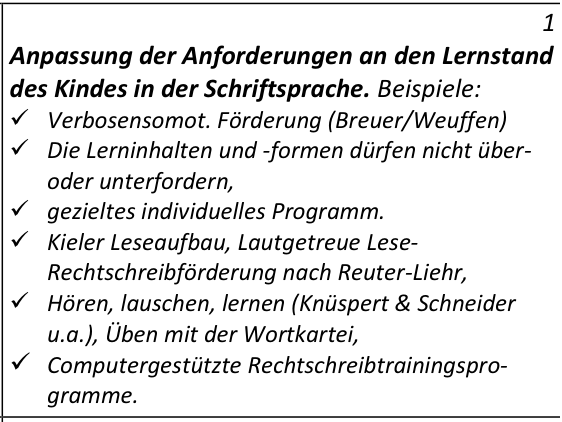 1
Anpassung der Anforderungen an den Lernstand
des Kindes in der Schriftsprache. Beispiele:
✓ Verbosensomot. Förderung (Breuer/Weuffen)
✓ Die Lerninhalten und -formen dürfen nicht über-
oder unterfordern,
✓ gezieltes individuelles Programm.
✓ Kieler Leseaufbau, Lautgetreue Lese-
Rechtschreibförderung nach Reuter-Liehr,
✓ Hören, lauschen, lernen (Knüspert & Schneider
u.a.), Üben mit der Wortkartei,
✓ Computergestützte Rechtschreibtrainingspro-
gramme.